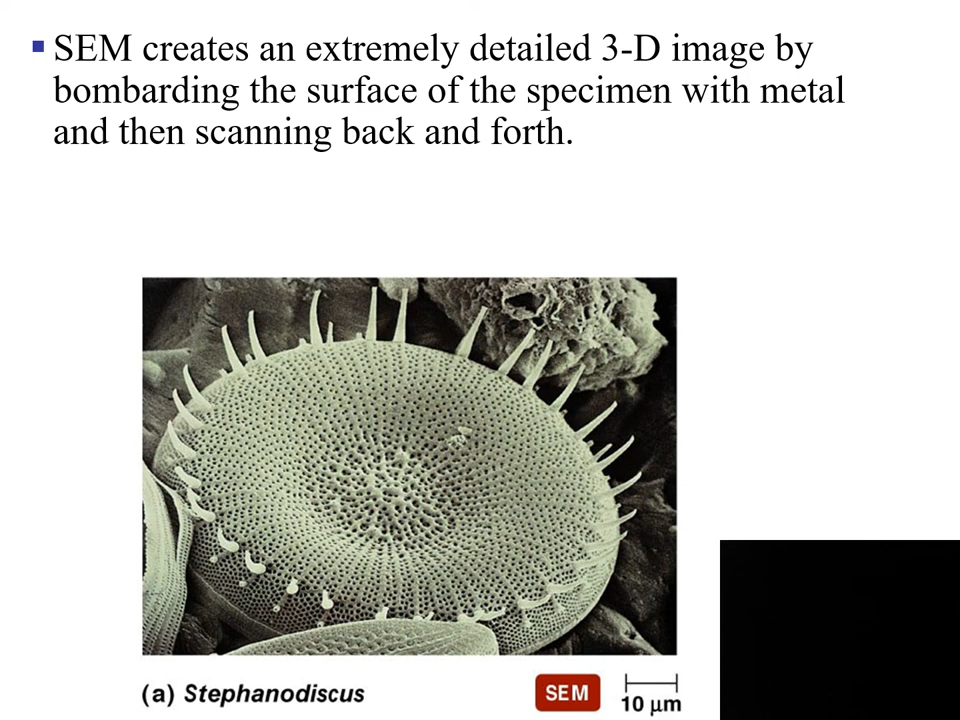 ▪ SEM creates an extremely detailed 3-D image by
bombarding the surface of the specimen with metal
and then scanning back and forth.
(a) Stephanodiscus
SEM
10 µm